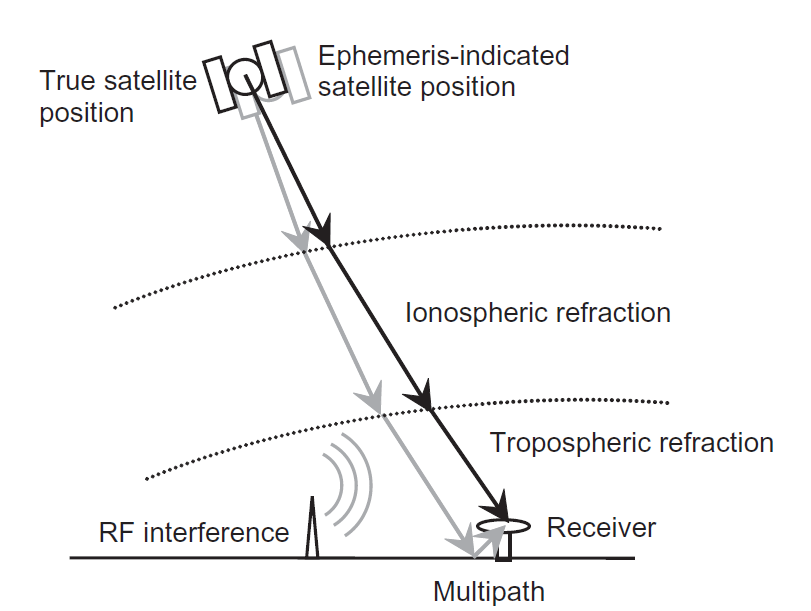 Ephemeris-indicated
satellite position
True satellite
position
Ionospheric refraction
Tropospheric refraction
RF interference
Receiver
Multipath